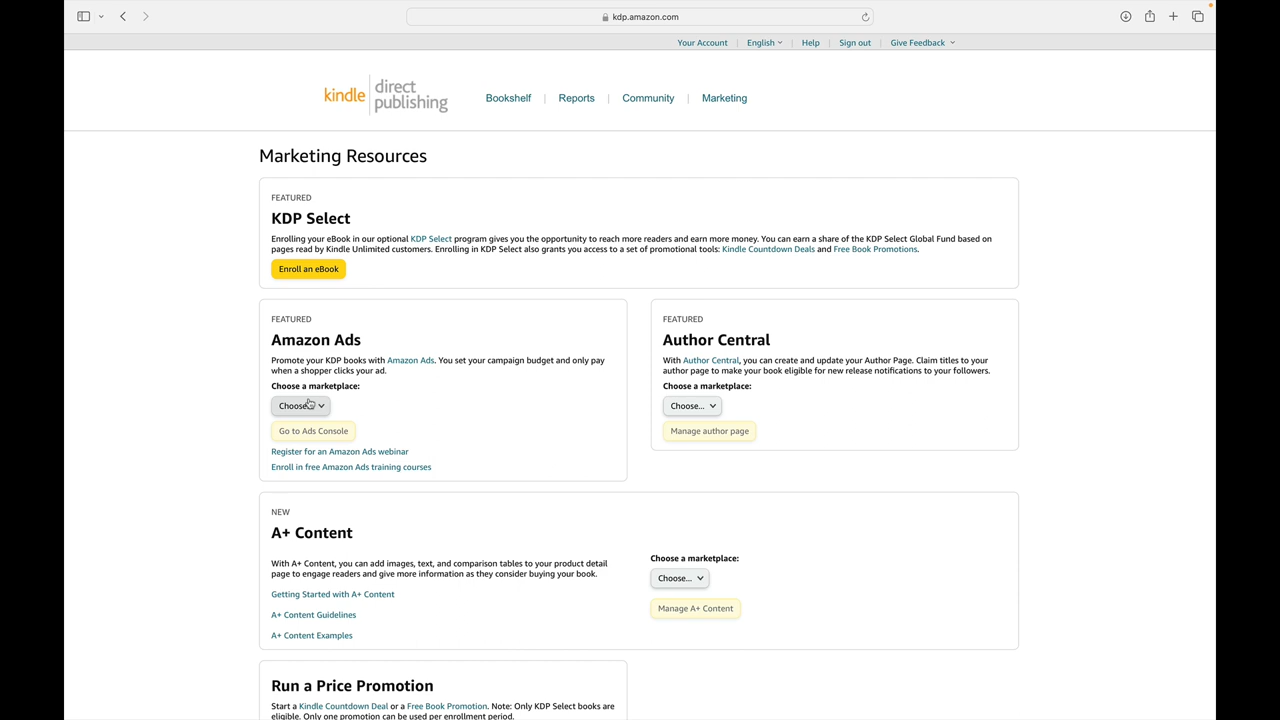 kdp.amazon.com
Your Account English Help Sign out Give Feedback
kindle direct publishing
Bookshelf Reports Community Marketing
Marketing Resources
FEATURED
KDP Select
Enrolling your eBook in our optional KDP Select program gives you the opportunity to reach more readers and earn more money. You can earn a share of the KDP Select Global Fund based on
pages read by Kindle Unlimited customers. Enrolling in KDP Select also grants you access to a set of promotional tools: Kindle Countdown Deals and Free Book Promotions.
Enroll an eBook
FEATURED
Amazon Ads
Promote your KDP books with Amazon Ads. You set your campaign budget and only pay
when a shopper clicks your ad.
Choose a marketplace:
Choose...
Go to Ads Console
Register for an Amazon Ads webinar
Enroll in free Amazon Ads training courses
FEATURED
Author Central
With Author Central, you can create and update your Author Page. Claim titles to your
author page to make your book eligible for new release notifications to your followers.
Choose a marketplace:
Choose...
Manage author page
NEW
A+ Content
With A+ Content, you can add images, text, and comparison tables to your product detail
page to engage readers and give more information as they consider buying your book.
Getting Started with A+ Content
A+ Content Guidelines
A+ Content Examples
Choose a marketplace:
Choose...
Manage A+ Content
Run a Price Promotion
Start a Kindle Countdown Deal or a Free Book Promotion. Note: Only KDP Select books are
eligible. Only one promotion can be used per enrollment period.